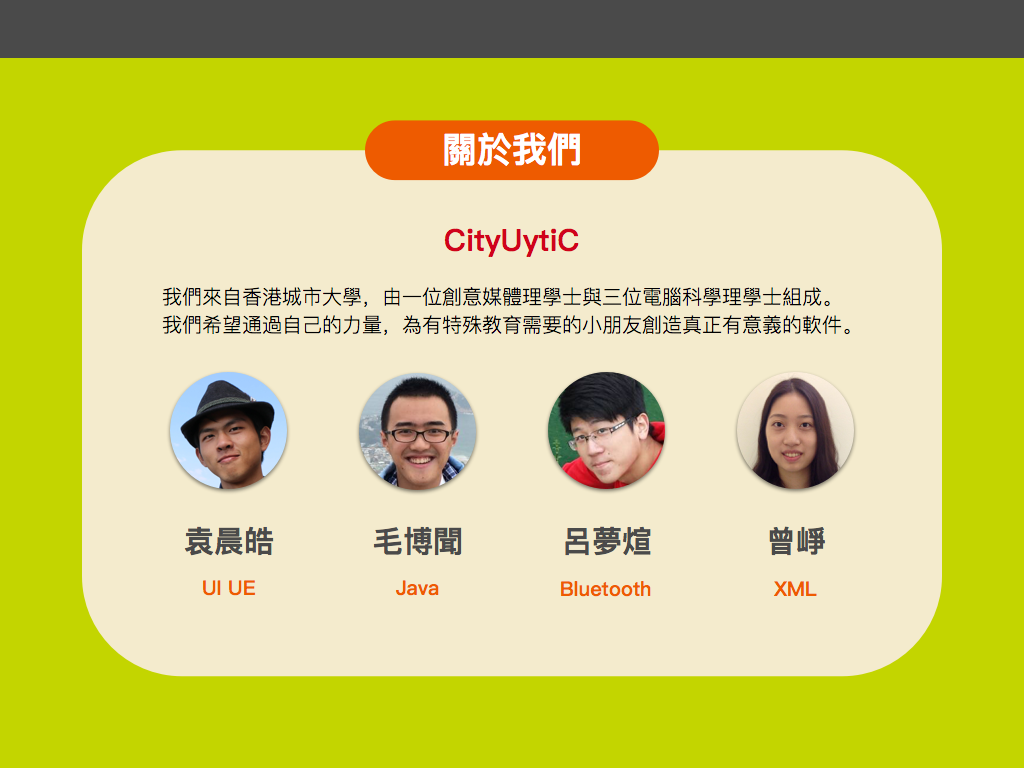 關於我們
CityUytiC
我們來自香港城市大學，由一位創意媒體理學士與三位電腦科學理學士組成。
我們希望通過自己的力量，為有特殊教育需要的小朋友創造真正有意義的軟件。
袁晨皓 毛博聞 呂夢煊 曾崢
UI UE Java Bluetooth XML